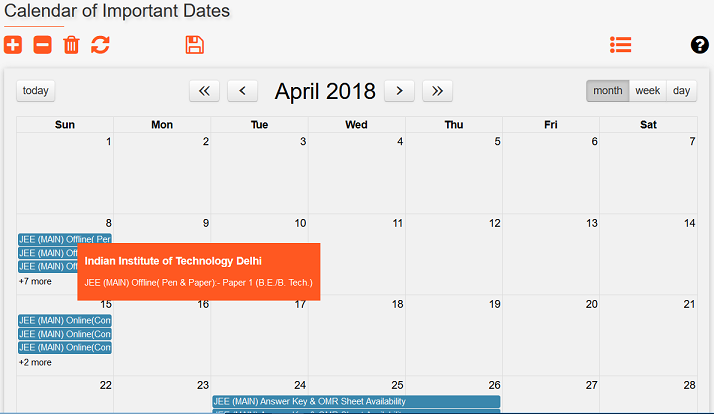 Calendar of Important Dates
today
April 2018
month week day
Sun Mon Tue Wed Thu Fri Sat
1 2 3 4 5 6 7
8 9 10 11 12 13 14
JEE (MAIN) Offline( Per
JEE (MAIN) Off
JEE (MAIN) Off
+7 more
Indian Institute of Technology Delhi
JEE (MAIN) Offline( Pen & Paper):- Paper 1 (B.E./B. Tech.)
15 16 17 18 19 20 21
JEE (MAIN) Online(Con
JEE (MAIN) Online(Con
JEE (MAIN) Online(Con
+2 more
22 23 24 25 26 27 28
JEE (MAIN) Answer Key & OMR Sheet Availability